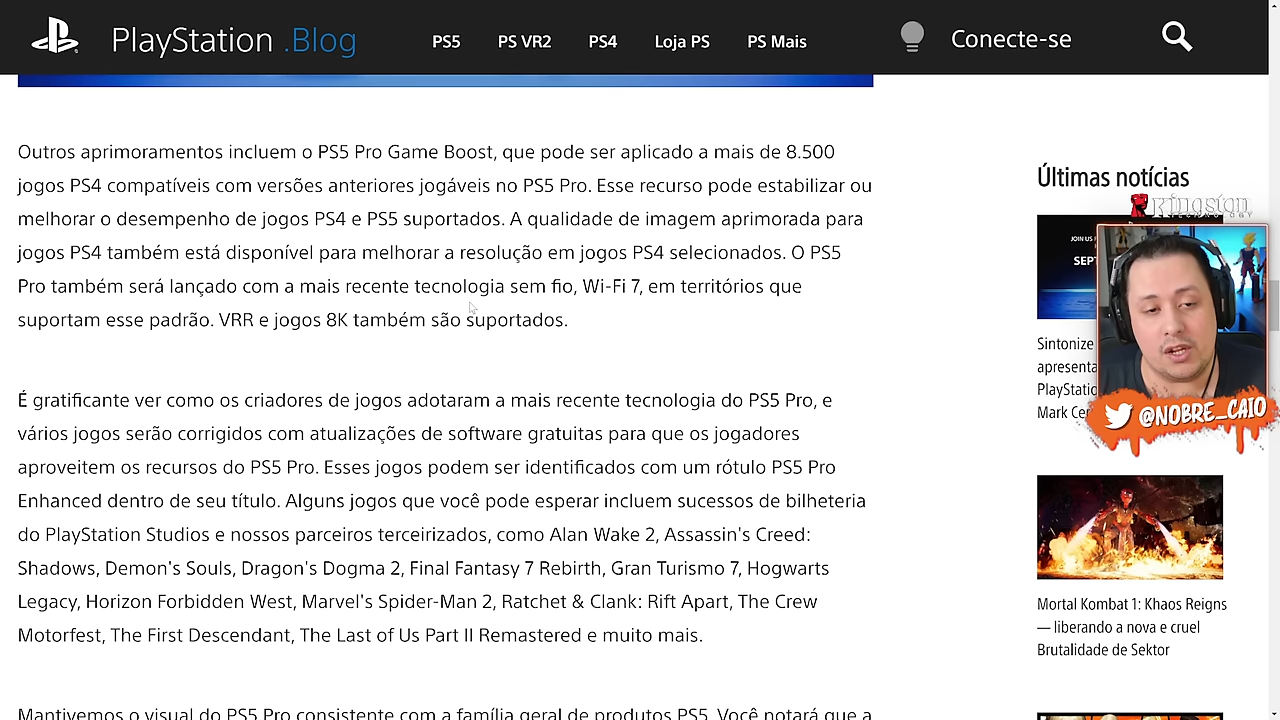 PlayStation .Blog
PS5
PS VR2
PS4
Loja PS
PS Mais
Conecte-se
Outros aprimoramentos incluem o PS5 Pro Game Boost, que pode ser aplicado a mais de 8.500
jogos PS4 compatíveis com versões anteriores jogáveis no PS5 Pro. Esse recurso pode estabilizar ou
melhorar o desempenho de jogos PS4 e PS5 suportados. A qualidade de imagem aprimorada para
jogos PS4 também está disponível para melhorar a resolução em jogos PS4 selecionados. O PS5
Pro também será lançado com a mais recente tecnologia sem fio, Wi-Fi 7, em territórios que
suportam esse padrão. VRR e jogos 8K também são suportados.
É gratificante ver como os criadores de jogos adotaram a mais recente tecnologia do PS5 Pro, e
vários jogos serão corrigidos com atualizações de software gratuitas para que os jogadores
aproveitem os recursos do PS5 Pro. Esses jogos podem ser identificados com um rótulo PS5 Pro
Enhanced dentro de seu título. Alguns jogos que você pode esperar incluem sucessos de bilheteria
do PlayStation Studios e nossos parceiros terceirizados, como Alan Wake 2, Assassin's Creed:
Shadows, Demon's Souls, Dragon's Dogma 2, Final Fantasy 7 Rebirth, Gran Turismo 7, Hogwarts
Legacy, Horizon Forbidden West, Marvel's Spider-Man 2, Ratchet & Clank: Rift Apart, The Crew
Motorfest, The First Descendant, The Last of Us Part II Remastered e muito mais.
Mantivemos o visual do PS5 Pro consistente com a família geral de produtos PS5. Você notará que a
Últimas notícias
Kingston
TECHNOLOGY
JOIN US
SEPT
Sintonize
apresenta
PlayStatio
Mark Cer
@NOBRE_CAIO
Mortal Kombat 1: Khaos Reigns
— liberando a nova e cruel
Brutalidade de Sektor